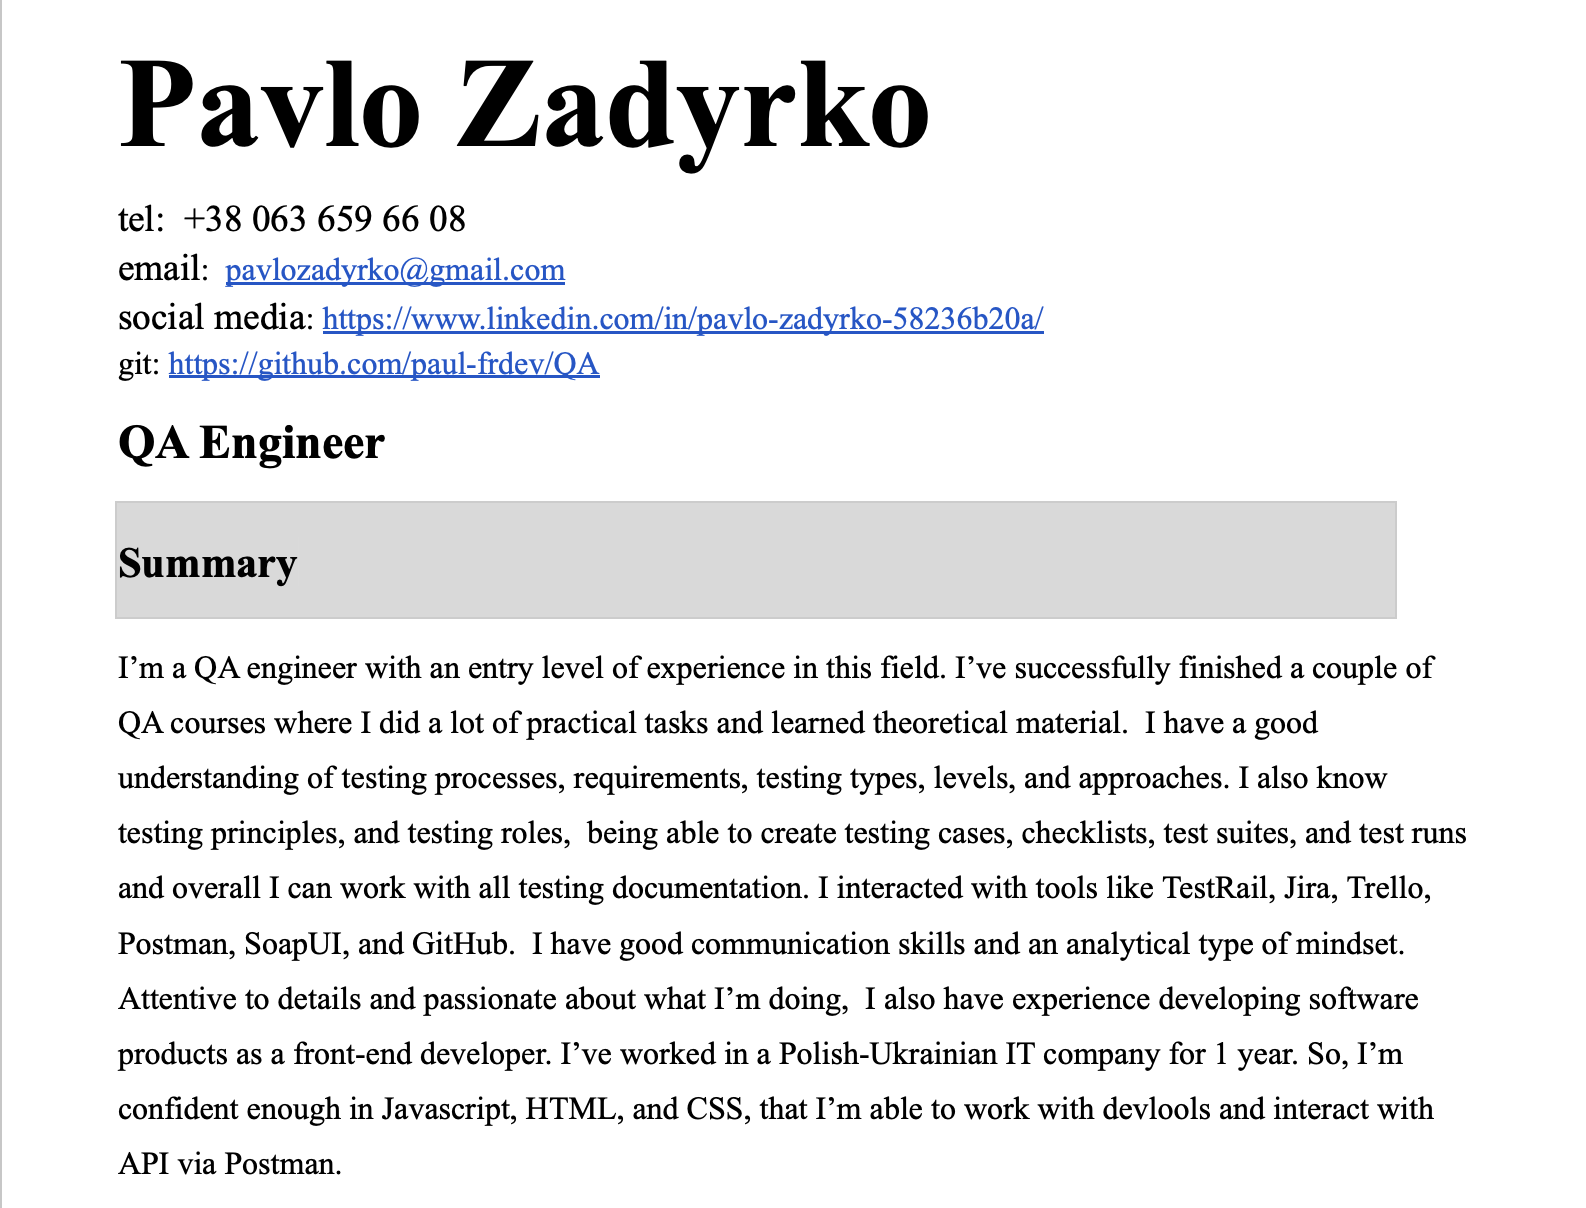 Pavlo Zadyrko
tel:  +38 063 659 66 08
email:  pavlozadyrko@gmail.com
social media: https://www.linkedin.com/in/pavlo-zadyrko-58236b20a/
git: https://github.com/paul-frdev/QA
QA Engineer
Summary
I’m a QA engineer with an entry level of experience in this field. I’ve successfully finished a couple of
QA courses where I did a lot of practical tasks and learned theoretical material.  I have a good
understanding of testing processes, requirements, testing types, levels, and approaches. I also know
testing principles, and testing roles,  being able to create testing cases, checklists, test suites, and test runs
and overall I can work with all testing documentation. I interacted with tools like TestRail, Jira, Trello,
Postman, SoapUI, and GitHub.  I have good communication skills and an analytical type of mindset.
Attentive to details and passionate about what I’m doing,  I also have experience developing software
products as a front-end developer. I’ve worked in a Polish-Ukrainian IT company for 1 year. So, I’m
confident enough in Javascript, HTML, and CSS, that I’m able to work with devlools and interact with
API via Postman.